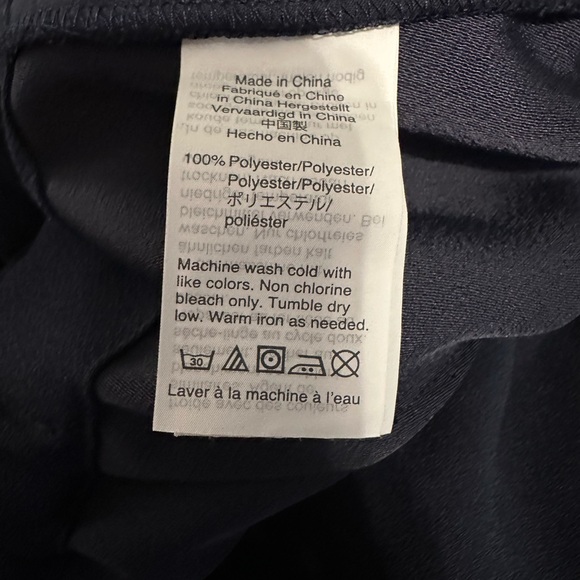 Made in China
Fabriqué en Chine
in China Hergestellt
Vervaardigd in China
中国製
Hecho en China
100% Polyester/Polyester/
Polyester/Polyester/
ポリエステル/
poliéster
Machine wash cold with
like colors. Non chlorine
bleach only. Tumble dry
low. Warm iron as needed.
30
Laver à la machine à l'eau